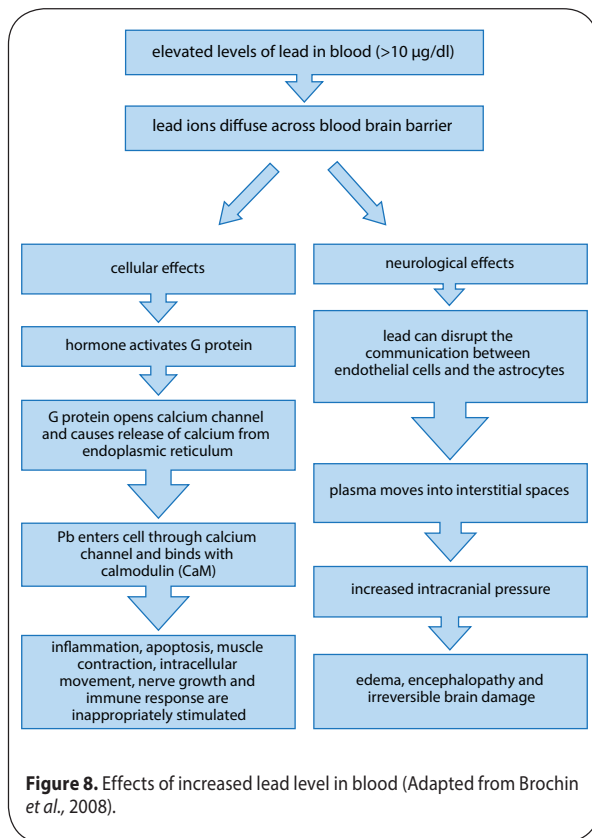 elevated levels of lead in blood (>10 µg/dl)
lead ions diffuse across blood brain barrier
cellular effects
hormone activates G protein
G protein opens calcium channel
and causes release of calcium from
endoplasmic reticulum
Pb enters cell through calcium
channel and binds with
calmodulin (CaM)
inflammation, apoptosis, muscle
contraction, intracellular
movement, nerve growth and
immune response are
inappropriately stimulated
neurological effects
lead can disrupt the
communication between
endothelial cells and the astrocytes
plasma moves into interstitial spaces
increased intracranial pressure
edema, encephalopathy and
irreversible brain damage
Figure 8. Effects of increased lead level in blood (Adapted from Brochin
et al., 2008).